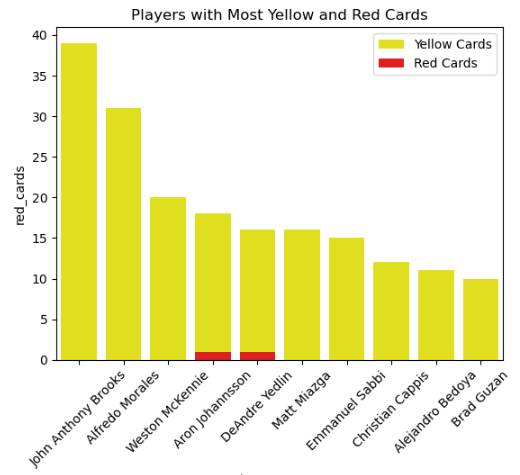 Players with Most Yellow and Red Cards
Yellow Cards
Red Cards
red_cards
40
35
30
25
20
15
10
5
0
John Anthony Brooks
Alfredo Morales
Weston McKennie
Aron Johannsson
DeAndre Yedlin
Matt Miazga
Emmanuel Sabbi
Christian Cappis
Alejandro Bedoya
Brad Guzan